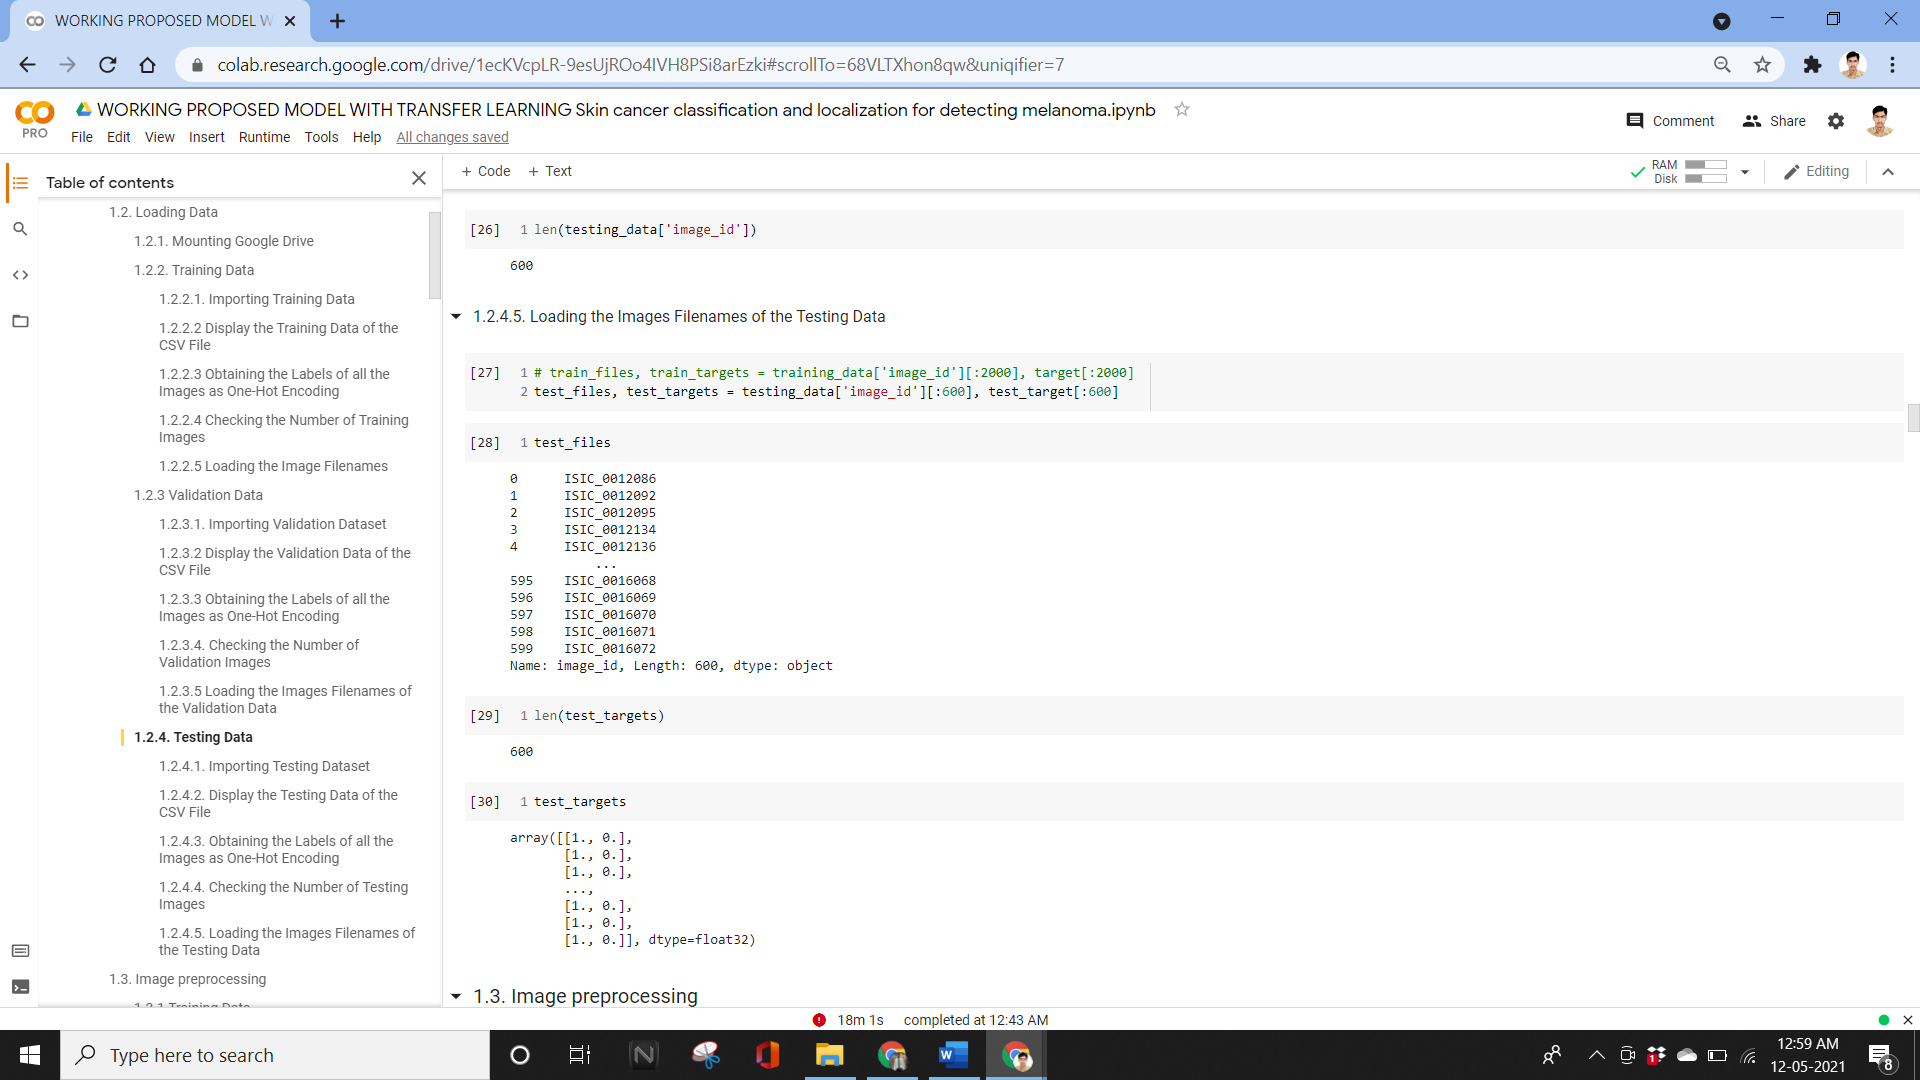 WORKING PROPOSED MODEL W
colab.research.google.com/drive/1ecKVcpLR-9esUjROo4IVH8PSi8arEzki#scrollTo=68VLTXhon8qw&uniqifier=7
PRO
WORKING PROPOSED MODEL WITH TRANSFER LEARNING Skin cancer classification and localization for detecting melanoma.ipynb
File Edit View Insert Runtime Tools Help All changes saved
Comment
Share
+ Code + Text
RAM
Disk
Editing
Table of contents
1.2. Loading Data
1.2.1. Mounting Google Drive
1.2.2. Training Data
1.2.2.1. Importing Training Data
1.2.2.2 Display the Training Data of the
CSV File
1.2.2.3 Obtaining the Labels of all the
Images as One-Hot Encoding
1.2.2.4 Checking the Number of Training
Images
1.2.2.5 Loading the Image Filenames
1.2.3 Validation Data
1.2.3.1. Importing Validation Dataset
1.2.3.2 Display the Validation Data of the
CSV File
1.2.3.3 Obtaining the Labels of all the
Images as One-Hot Encoding
1.2.3.4. Checking the Number of
Validation Images
1.2.3.5 Loading the Images Filenames of
the Validation Data
1.2.4. Testing Data
1.2.4.1. Importing Testing Dataset
1.2.4.2. Display the Testing Data of the
CSV File
1.2.4.3. Obtaining the Labels of all the
Images as One-Hot Encoding
1.2.4.4. Checking the Number of Testing
Images
1.2.4.5. Loading the Images Filenames of
the Testing Data
1.3. Image preprocessing
1.3.1 Training Data
[26] 1 len(testing_data['image_id'])
600
1.2.4.5. Loading the Images Filenames of the Testing Data
[27] 1 # train_files, train_targets = training_data['image_id'][:2000], target[:2000]
2 test_files, test_targets = testing_data['image_id'][:600], test_target[:600]
[28] 1 test_files
0 ISIC_0012086
1 ISIC_0012092
2 ISIC_0012095
3 ISIC_0012134
4 ISIC_0012136
...
595 ISIC_0016068
596 ISIC_0016069
597 ISIC_0016070
598 ISIC_0016071
599 ISIC_0016072
Name: image_id, Length: 600, dtype: object
[29] 1 len(test_targets)
600
[30] 1 test_targets
array([[1., 0.],
[1., 0.],
[1., 0.],
...,
[1., 0.],
[1., 0.],
[1., 0.]], dtype=float32)
1.3. Image preprocessing
18m 1s completed at 12:43 AM
Type here to search
12:59 AM
12-05-2021
8